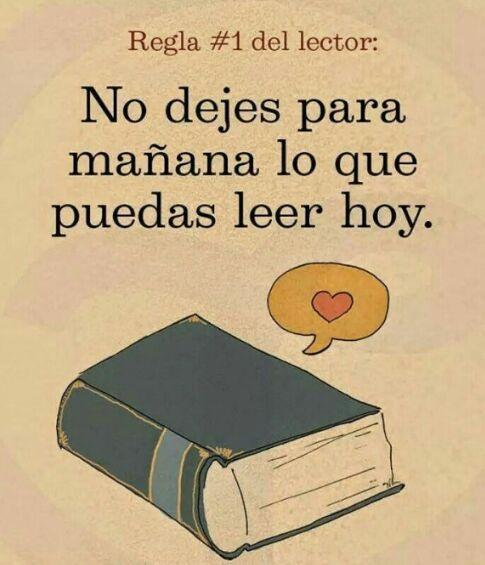 Regla #1 del lector:
No dejes para
mañana lo que
puedas leer hoy.